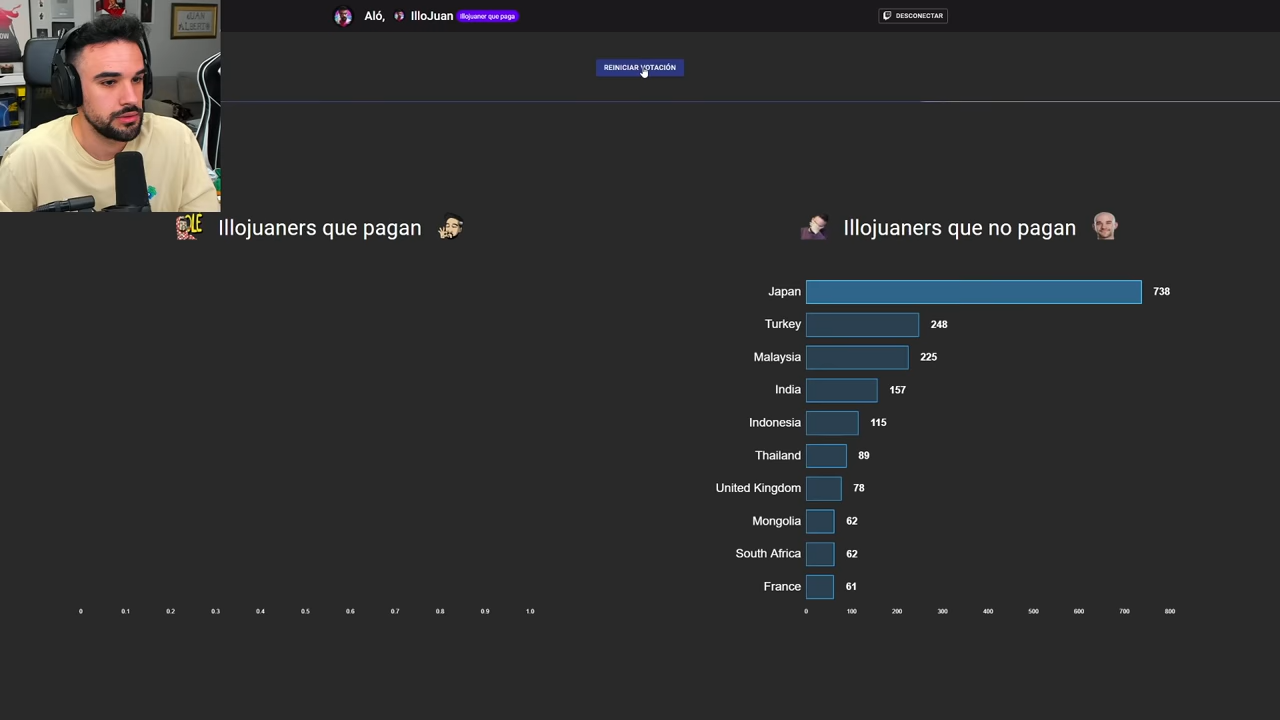 Aló, IlloJuan Illojuaner que paga
DESCONECTAR
REINICIAR VOTACIÓN
Illojuaners que pagan
Illojuaners que no pagan
Japan 738
Turkey 248
Malaysia 225
India 157
Indonesia 115
Thailand 89
United Kingdom 78
Mongolia 62
South Africa 62
France 61
0 0.1 0.2 0.3 0.4 0.5 0.6 0.7 0.8 0.9 1.0
0 100 200 300 400 500 600 700 800